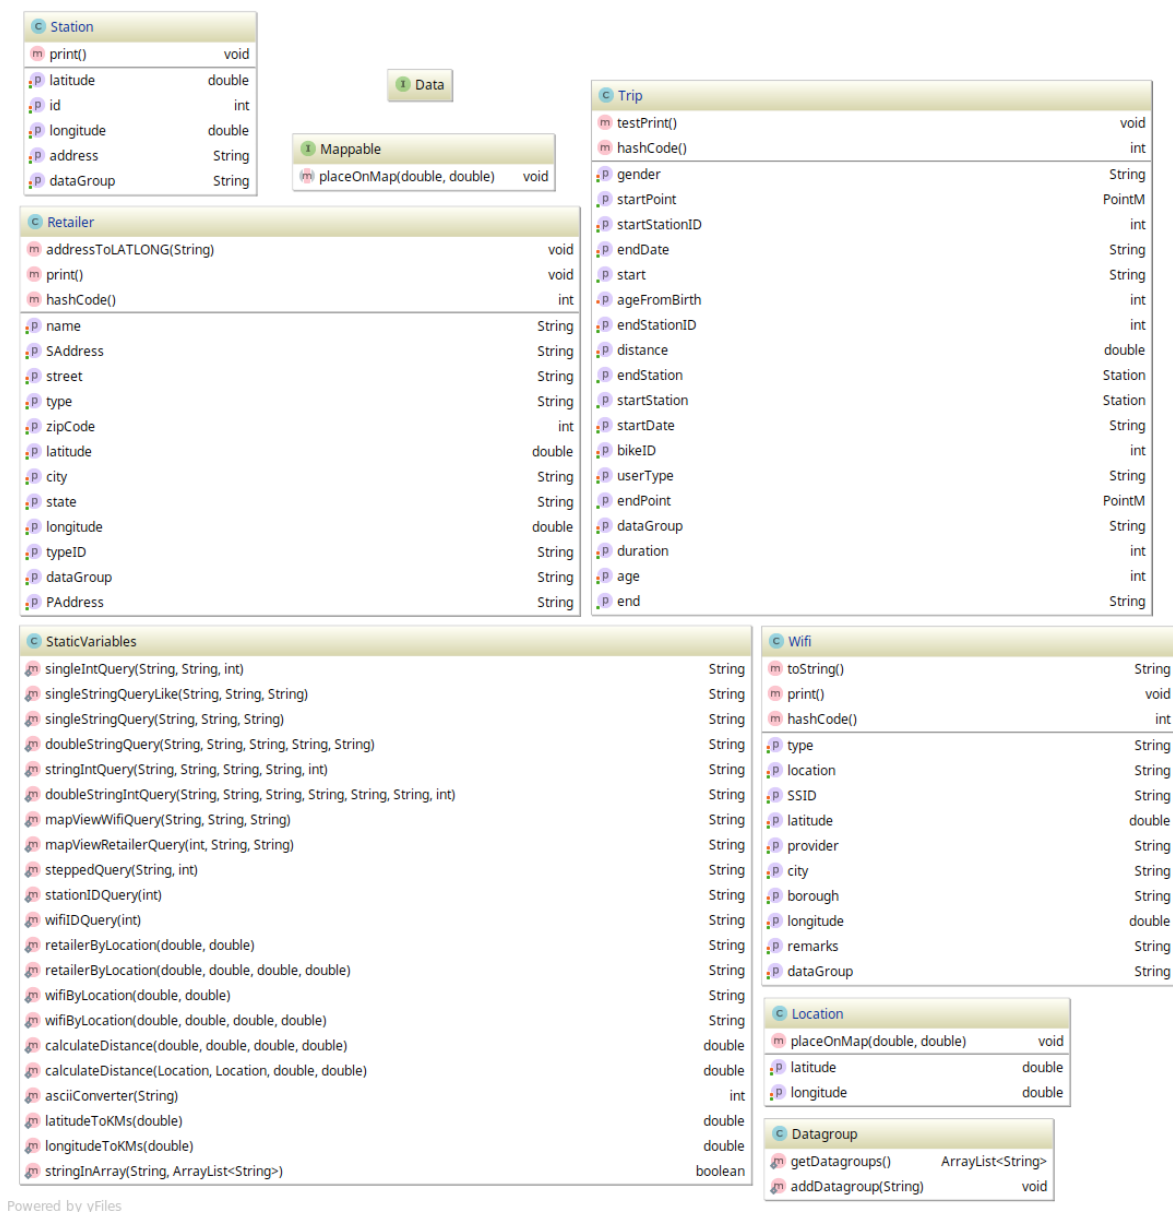 Station
print() void
latitude double
id int
longitude double
address String
dataGroup String
Data
Mappable
placeOnMap(double, double) void
Trip
testPrint() void
hashCode() int
gender String
startPoint PointM
startStationID int
endDate String
start String
ageFromBirth int
endStationID int
distance double
endStation Station
startStation Station
startDate String
bikeID int
userType String
endPoint PointM
dataGroup String
duration int
age int
end String
Retailer
addressToLATLONG(String) void
print() void
hashCode() int
name String
SAddress String
street String
type String
zipCode int
latitude double
city String
state String
longitude double
typeID String
dataGroup String
PAddress String
StaticVariables
singleIntQuery(String, String, int) String
singleStringQueryLike(String, String, String) String
singleStringQuery(String, String, String) String
doubleStringQuery(String, String, String, String, String) String
stringIntQuery(String, String, String, String, int) String
doubleStringIntQuery(String, String, String, String, String, String, int) String
mapViewWifiQuery(String, String, String) String
mapViewRetailerQuery(int, String, String) String
steppedQuery(String, int) String
stationIDQuery(int) String
wifiIDQuery(int) String
retailerByLocation(double, double) String
retailerByLocation(double, double, double, double) String
wifiByLocation(double, double) String
wifiByLocation(double, double, double, double) String
calculateDistance(double, double, double, double) double
calculateDistance(Location, Location, double, double) double
asciiConverter(String) int
latitudeToKMs(double) double
longitudeToKMs(double) double
stringInArray(String, ArrayList<String>) boolean
Wifi
toString() String
print() void
hashCode() int
type String
location String
SSID String
latitude double
provider String
city String
borough String
longitude double
remarks String
dataGroup String
Location
placeOnMap(double, double) void
latitude double
longitude double
Datagroup
getDatagroups() ArrayList<String>
addDatagroup(String) void
Powered by yFiles